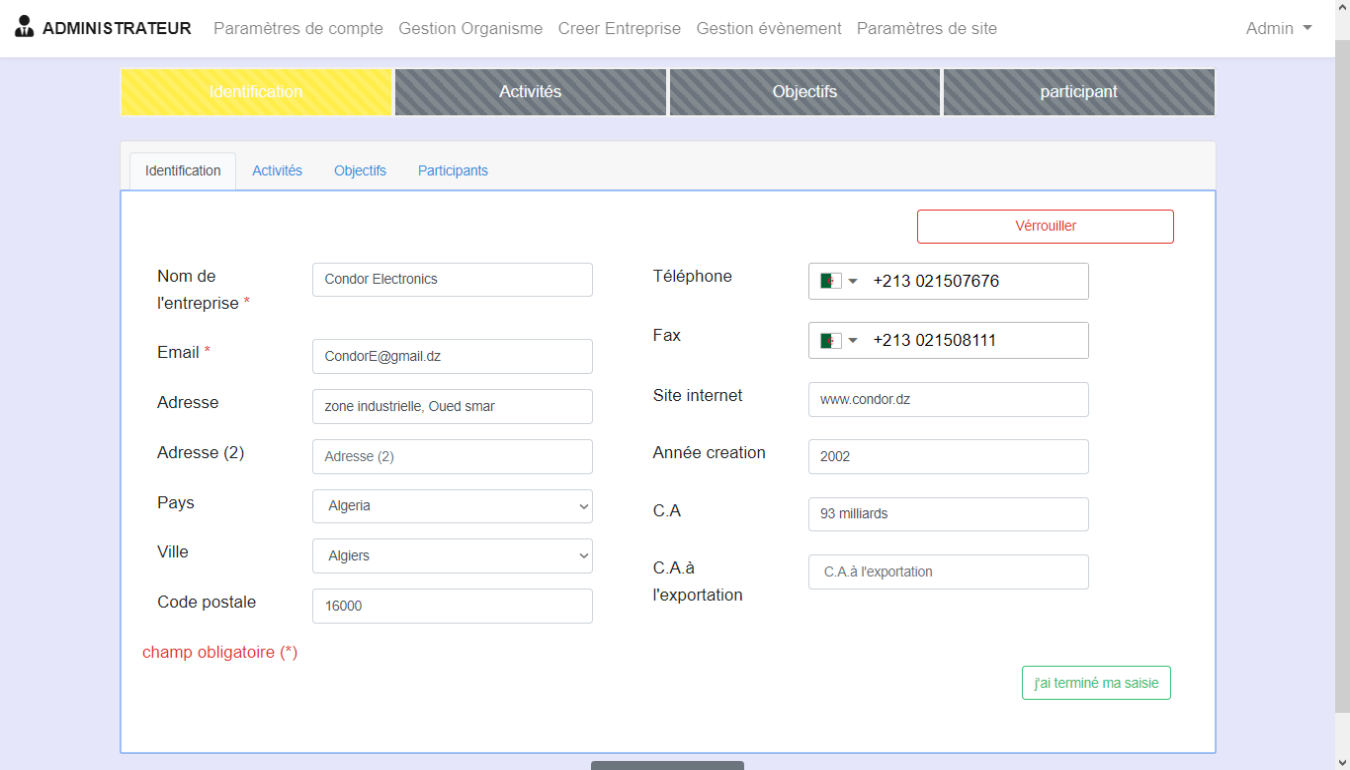 ADMINISTRATEUR Paramètres de compte Gestion Organisme Creer Entreprise Gestion évènement Paramètres de site Admin
Identification Activités Objectifs participant
Identification Activités Objectifs Participants
Vérrouiller
Nom de
l'entreprise *
Condor Electronics
Email *
CondorE@gmail.dz
Adresse
zone industrielle, Oued smar
Adresse (2)
Adresse (2)
Pays
Algeria
Ville
Algiers
Code postale
16000
champ obligatoire (*)
Téléphone
+213 021507676
Fax
+213 021508111
Site internet
www.condor.dz
Année creation
2002
C.A
93 milliards
C.A.à
l'exportation
C.A.à l'exportation
j'ai terminé ma saisie